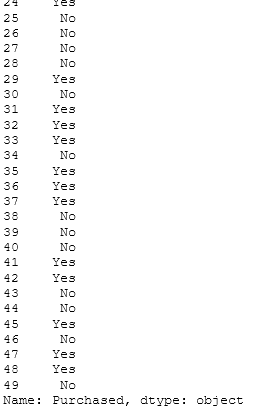 24 Yes
25 No
26 No
27 No
28 No
29 Yes
30 No
31 Yes
32 Yes
33 Yes
34 No
35 Yes
36 Yes
37 Yes
38 No
39 No
40 No
41 Yes
42 Yes
43 No
44 No
45 Yes
46 No
47 Yes
48 Yes
49 No
Name: Purchased, dtype: object